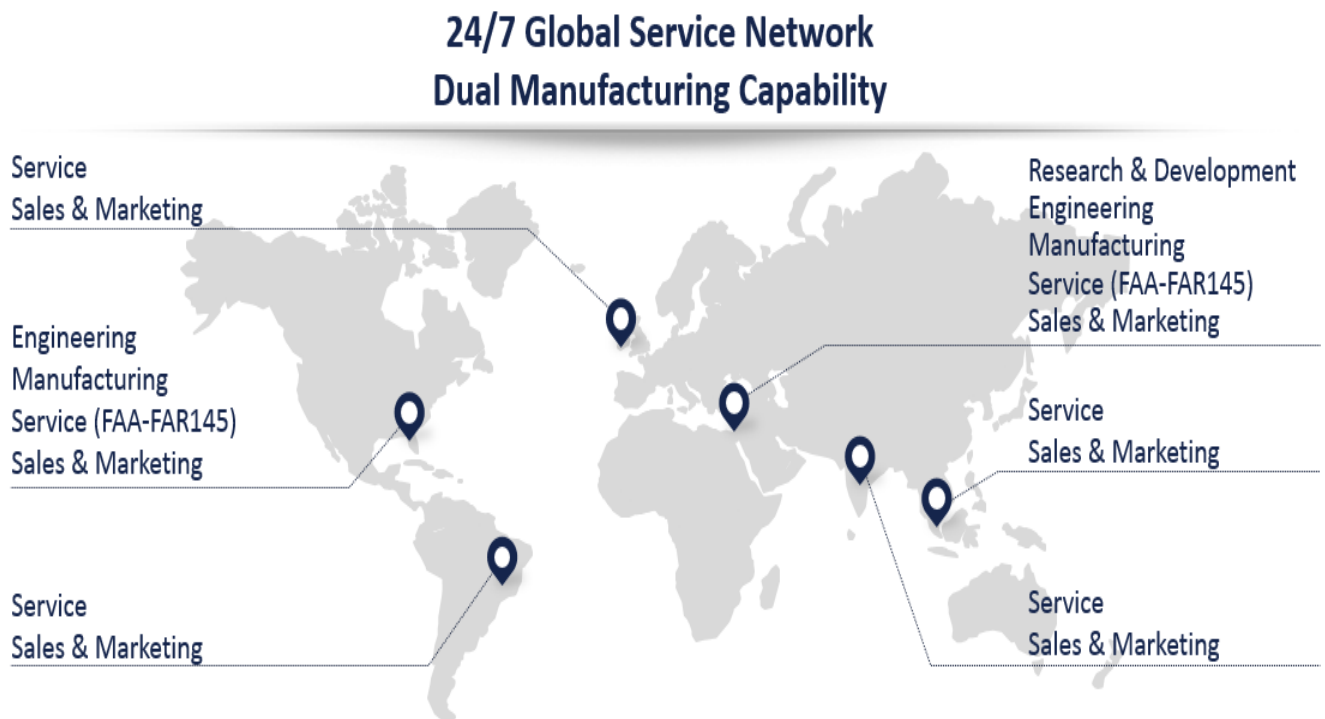 24/7 Global Service Network
Dual Manufacturing Capability
Service
Sales & Marketing
Research & Development
Engineering
Manufacturing
Service (FAA-FAR145)
Sales & Marketing
Engineering
Manufacturing
Service (FAA-FAR145)
Sales & Marketing
Service
Sales & Marketing
Service
Sales & Marketing
Service
Sales & Marketing